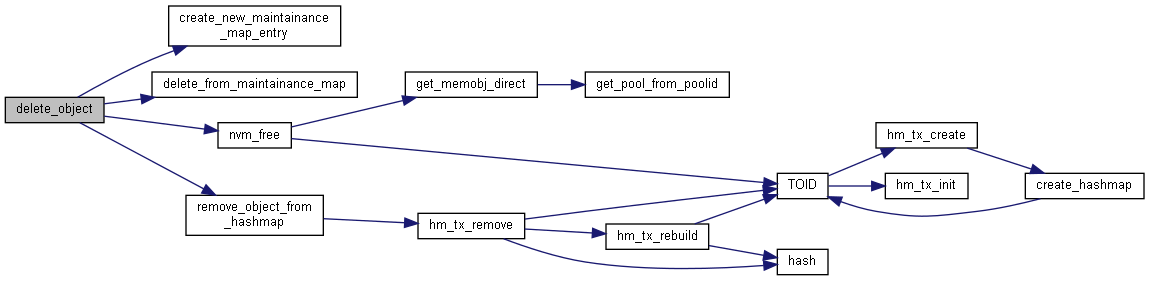 create_new_maintainance
_map_entry
delete_from_maintainance_map
get_memobj_direct
get_pool_from_poolid
delete_object
nvm_free
hm_tx_create
TOID
hm_tx_init
create_hashmap
remove_object_from
_hashmap
hm_tx_remove
hm_tx_rebuild
hash